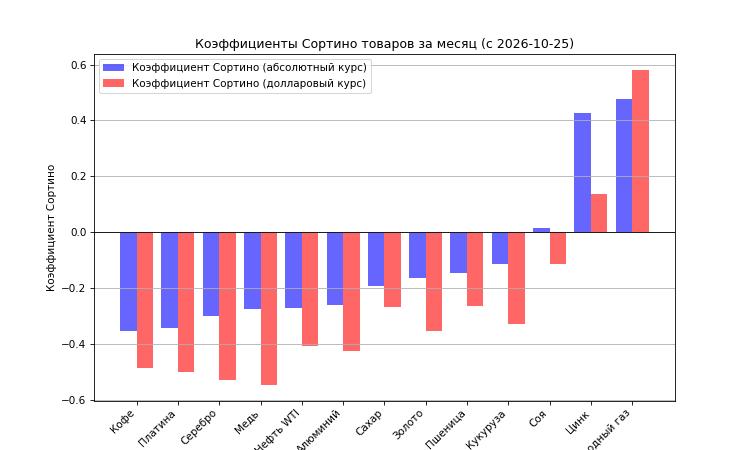 Коэффициенты Сортино товаров за месяц (с 2026-10-25)
Коэффициент Сортино (абсолютный курс)
Коэффициент Сортино (долларовый курс)
Коэффициент Сортино
0.6
0.4
0.2
0.0
−0.2
−0.4
−0.6
Кофе
Платина
Серебро
Медь
Нефть WTI
Алюминий
Сахар
Золото
Пшеница
Кукуруза
Соя
Цинк
газ